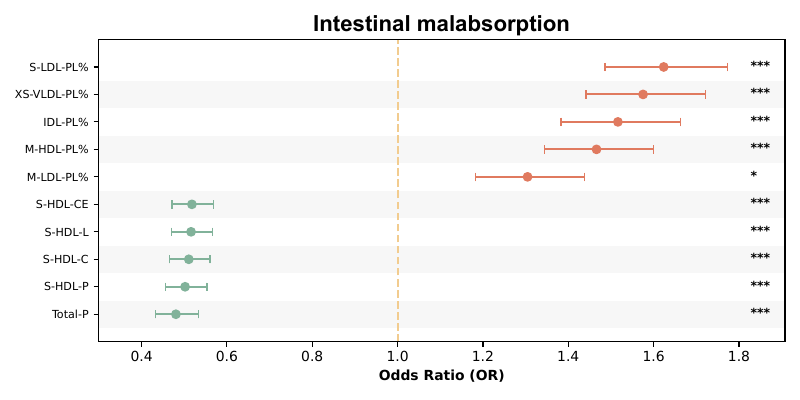 Intestinal malabsorption
S-LDL-PL% ***
XS-VLDL-PL% ***
IDL-PL% ***
M-HDL-PL% ***
M-LDL-PL% *
S-HDL-CE ***
S-HDL-L ***
S-HDL-C ***
S-HDL-P ***
Total-P ***
0.4 0.6 0.8 1.0 1.2 1.4 1.6 1.8
Odds Ratio (OR)